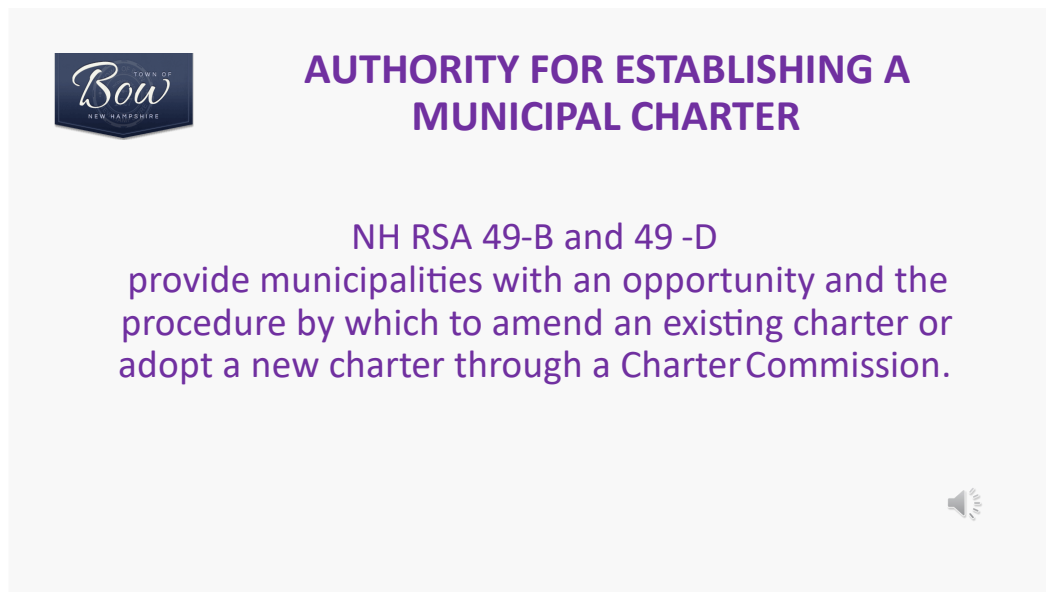 TOWN OF
Bow
NEW HAMPSHIRE
AUTHORITY FOR ESTABLISHING A
MUNICIPAL CHARTER
NH RSA 49-B and 49 -D
provide municipalities with an opportunity and the
procedure by which to amend an existing charter or
adopt a new charter through a Charter Commission.